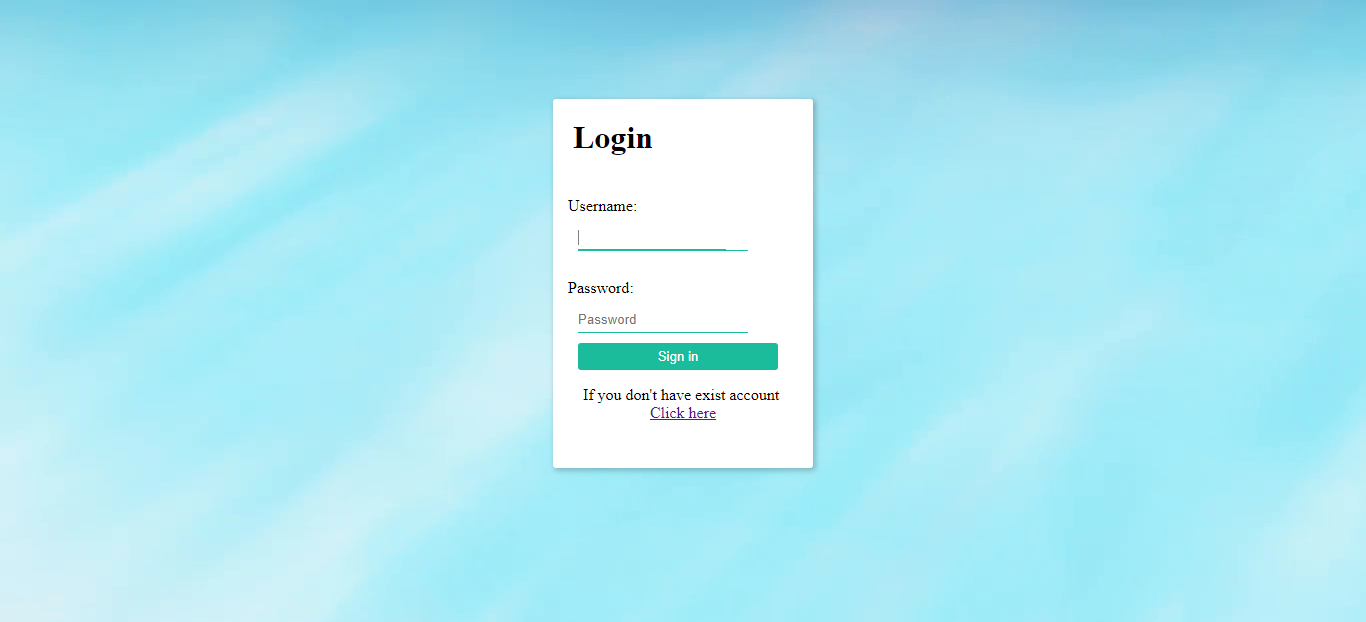 Login
Username:
Password:
Password
Sign in
If you don't have exist account
Click here